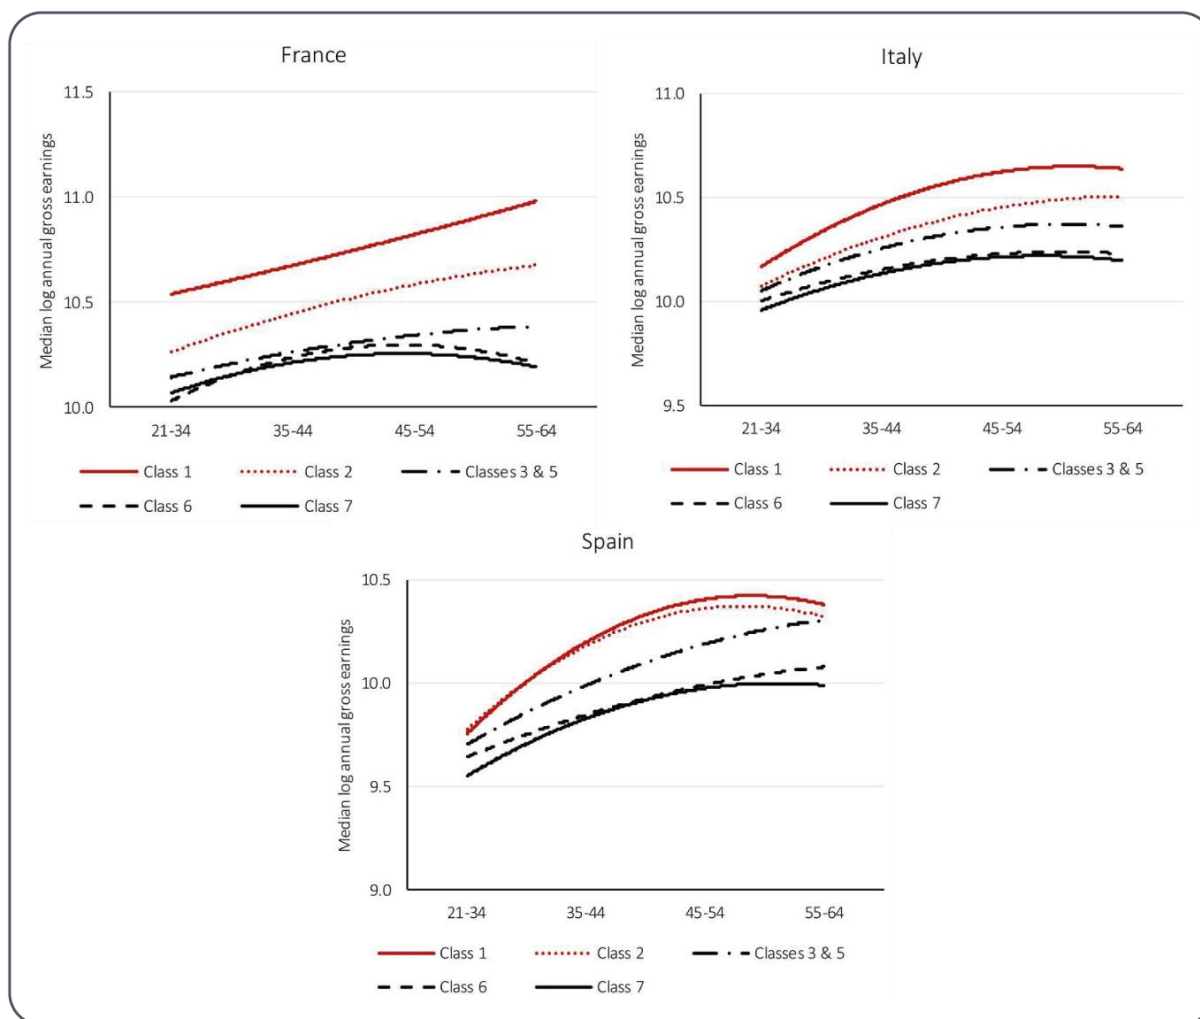 France
Median log annual gross earnings
11.5
11.0
10.5
10.0
21-34 35-44 45-54 55-64
Class 1 Class 2 Classes 3 & 5
Class 6 Class 7
Italy
Median log annual gross earnings
11.0
10.5
10.0
9.5
21-34 35-44 45-54 55-64
Class 1 Class 2 Classes 3 & 5
Class 6 Class 7
Spain
Median log annual gross earnings
10.5
10.0
9.5
9.0
21-34 35-44 45-54 55-64
Class 1 Class 2 Classes 3 & 5
Class 6 Class 7